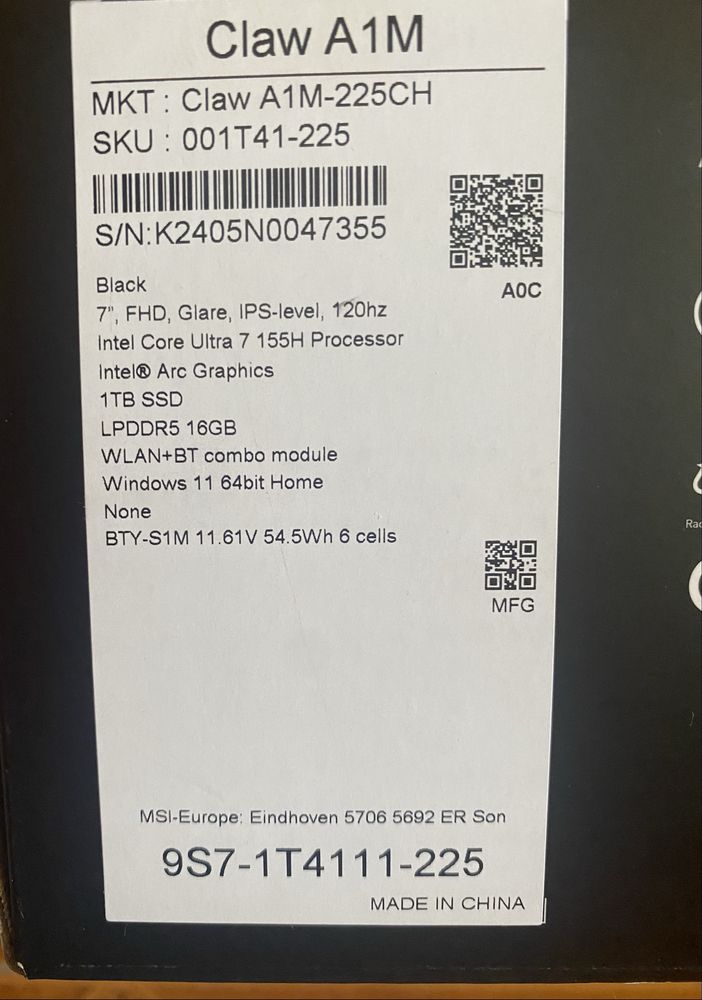 Claw A1M
MKT : Claw A1M-225CH
SKU : 001T41-225
S/N:K2405N0047355
A0C
Black
7", FHD, Glare, IPS-level, 120hz
Intel Core Ultra 7 155H Processor
Intel® Arc Graphics
1TB SSD
LPDDR5 16GB
WLAN+BT combo module
Windows 11 64bit Home
None
BTY-S1M 11.61V 54.5Wh 6 cells
MFG
MSI-Europe: Eindhoven 5706 5692 ER Son
9S7-1T4111-225
MADE IN CHINA